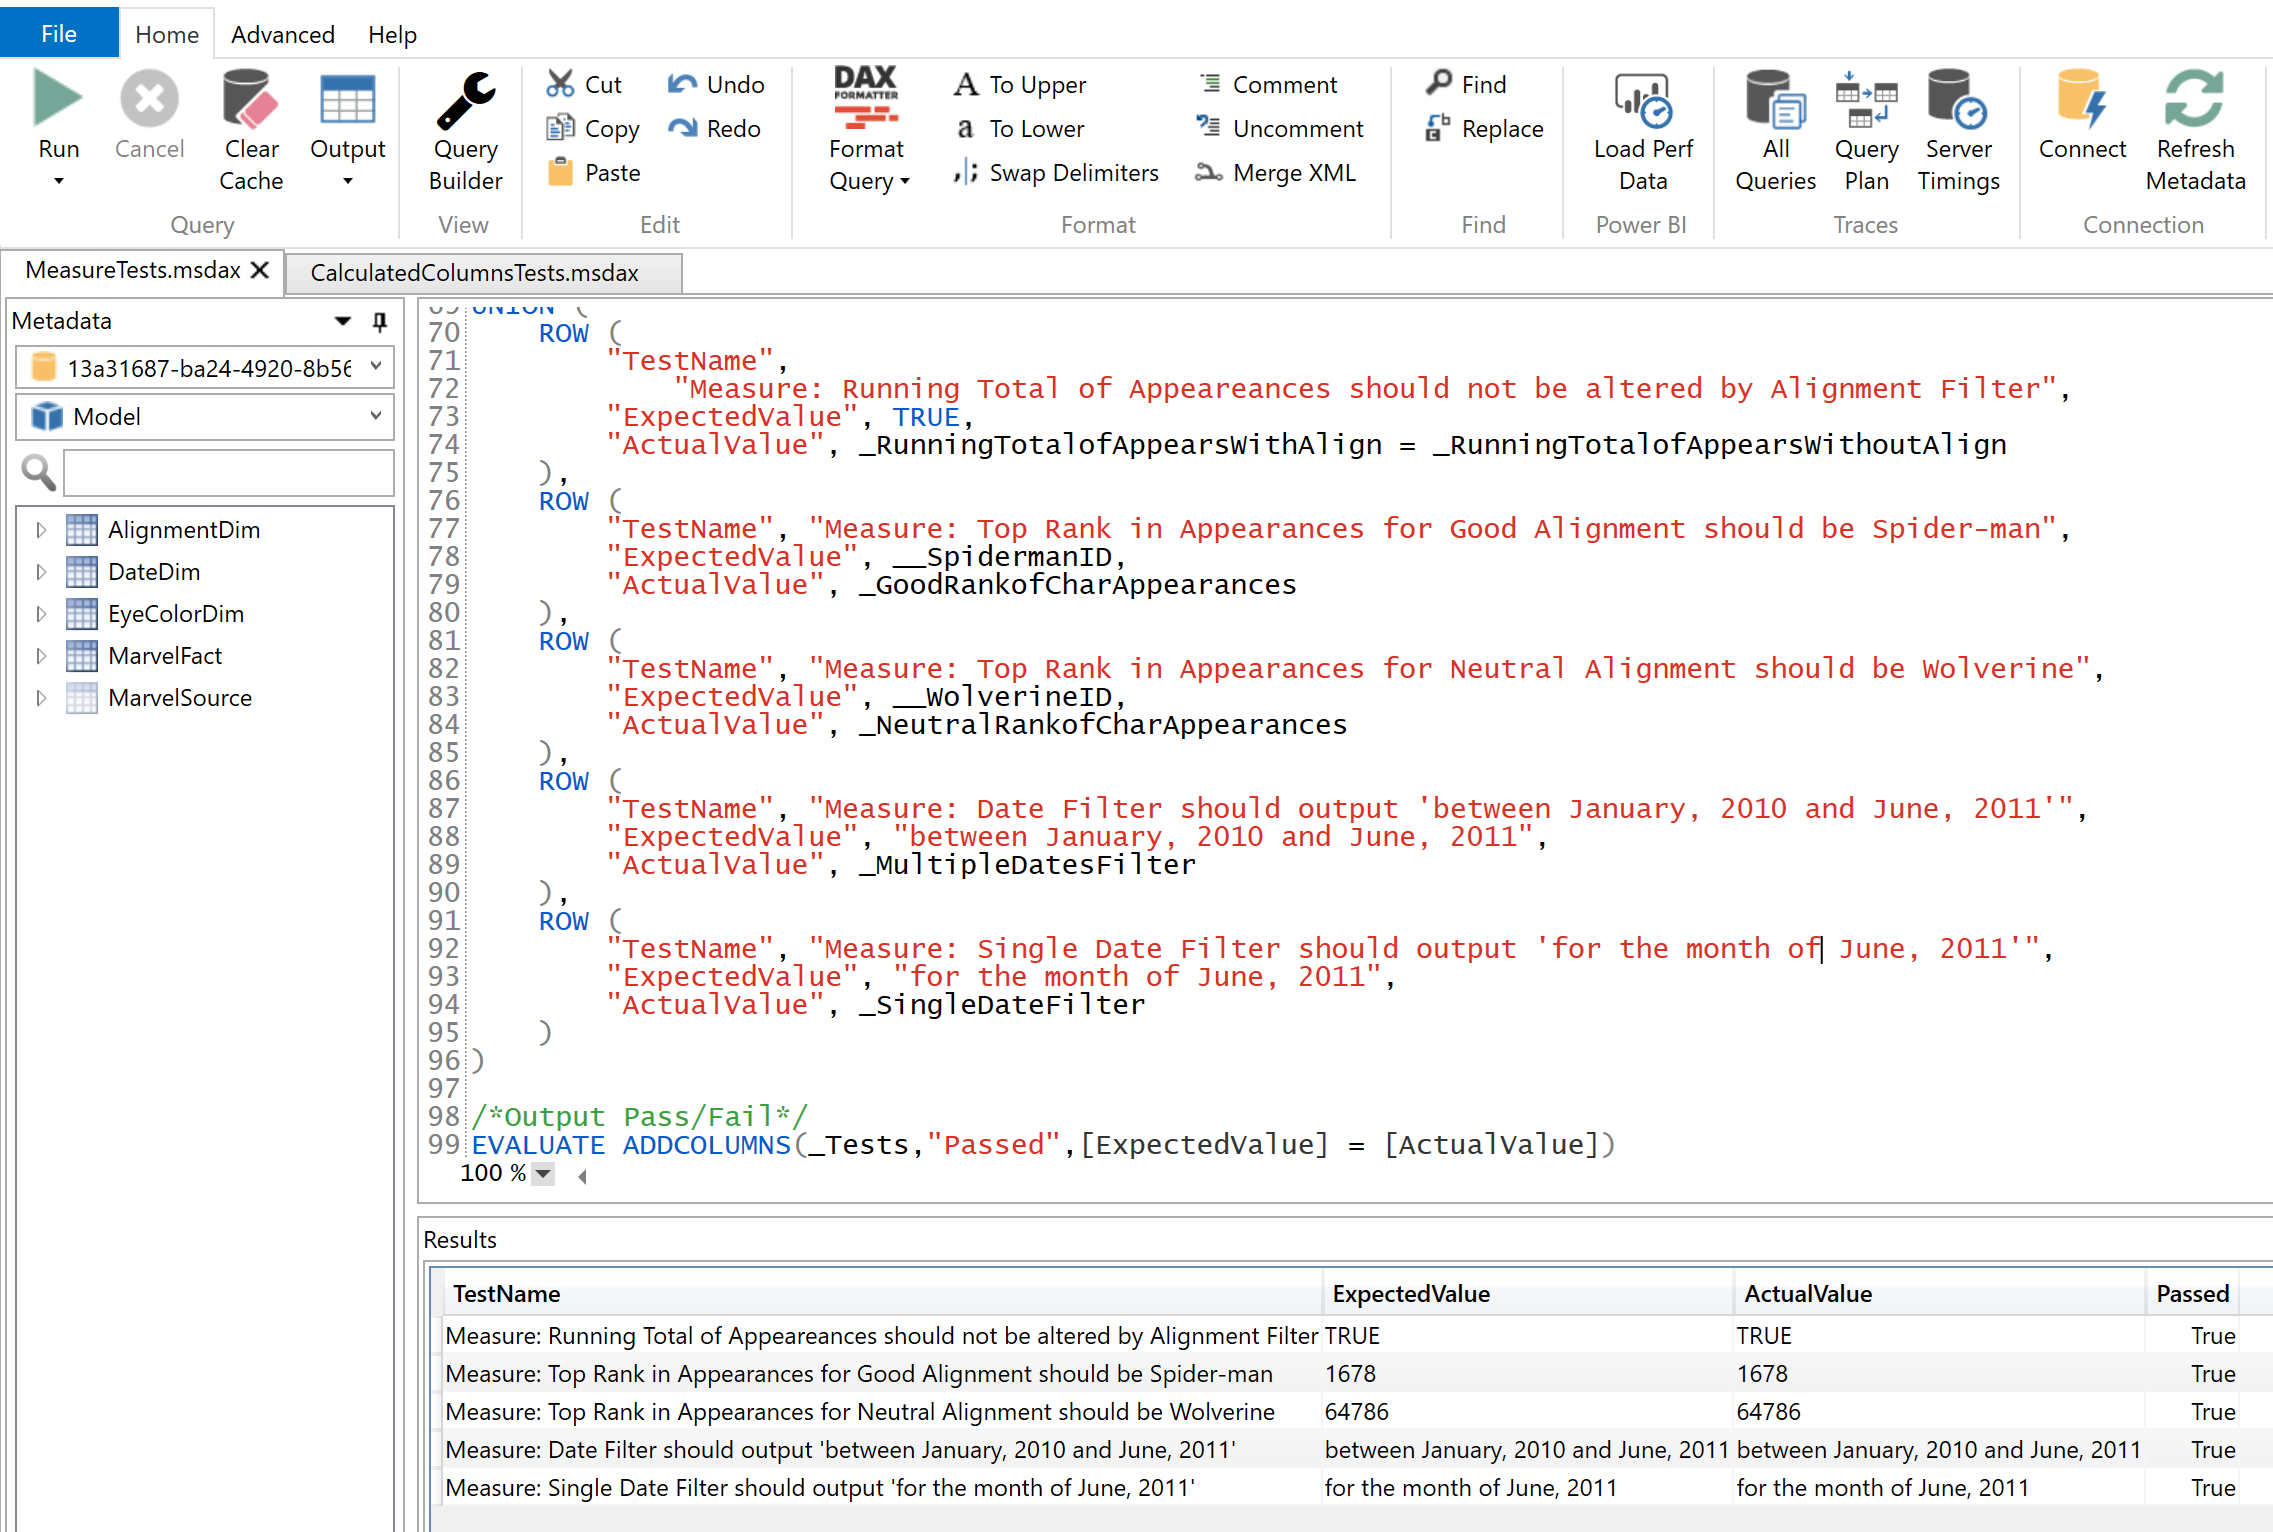 File Home Advanced Help
Run Cancel Clear Cache Output
Query
Query Builder
View
Cut Undo
Copy Redo
Paste
Edit
DAX FORMATTER
Format Query
A To Upper
a To Lower
Swap Delimiters
Comment
Uncomment
Merge XML
Format
Find
Replace
Find
Load Perf Data
Power BI
All Queries Query Plan Server Timings
Traces
Connect Refresh Metadata
Connection
MeasureTests.msdax CalculatedColumnsTests.msdax
Metadata
13a31687-ba24-4920-8b56
Model
AlignmentDim
DateDim
EyeColorDim
MarvelFact
MarvelSource
69 UNION (
70 ROW (
71 "TestName",
72 "Measure: Running Total of Appeareances should not be altered by Alignment Filter",
73 "ExpectedValue", TRUE,
74 "ActualValue", _RunningTotalofAppearsWithAlign = _RunningTotalofAppearsWithoutAlign
75 ),
76 ROW (
77 "TestName", "Measure: Top Rank in Appearances for Good Alignment should be Spider-man",
78 "ExpectedValue", __SpidermanID,
79 "ActualValue", _GoodRankofCharAppearances
80 ),
81 ROW (
82 "TestName", "Measure: Top Rank in Appearances for Neutral Alignment should be Wolverine",
83 "ExpectedValue", __WolverineID,
84 "ActualValue", _NeutralRankofCharAppearances
85 ),
86 ROW (
87 "TestName", "Measure: Date Filter should output 'between January, 2010 and June, 2011'",
88 "ExpectedValue", "between January, 2010 and June, 2011",
89 "ActualValue", _MultipleDatesFilter
90 ),
91 ROW (
92 "TestName", "Measure: Single Date Filter should output 'for the month of June, 2011'",
93 "ExpectedValue", "for the month of June, 2011",
94 "ActualValue", _SingleDateFilter
95 )
96 )
97
98 /*Output Pass/Fail*/
99 EVALUATE ADDCOLUMNS(_Tests,"Passed",[ExpectedValue] = [ActualValue])
100 %
Results
TestName ExpectedValue ActualValue Passed
Measure: Running Total of Appeareances should not be altered by Alignment Filter TRUE TRUE True
Measure: Top Rank in Appearances for Good Alignment should be Spider-man 1678 1678 True
Measure: Top Rank in Appearances for Neutral Alignment should be Wolverine 64786 64786 True
Measure: Date Filter should output 'between January, 2010 and June, 2011' between January, 2010 and June, 2011 between January, 2010 and June, 2011 True
Measure: Single Date Filter should output 'for the month of June, 2011' for the month of June, 2011 for the month of June, 2011 True